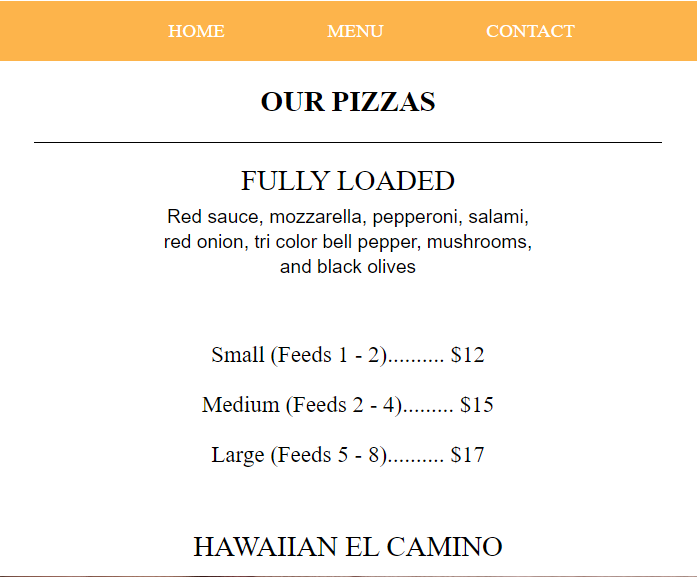 HOME MENU CONTACT
OUR PIZZAS
FULLY LOADED
Red sauce, mozzarella, pepperoni, salami,
red onion, tri color bell pepper, mushrooms,
and black olives
Small (Feeds 1 - 2).......... $12
Medium (Feeds 2 - 4)......... $15
Large (Feeds 5 - 8).......... $17
HAWAIIAN EL CAMINO